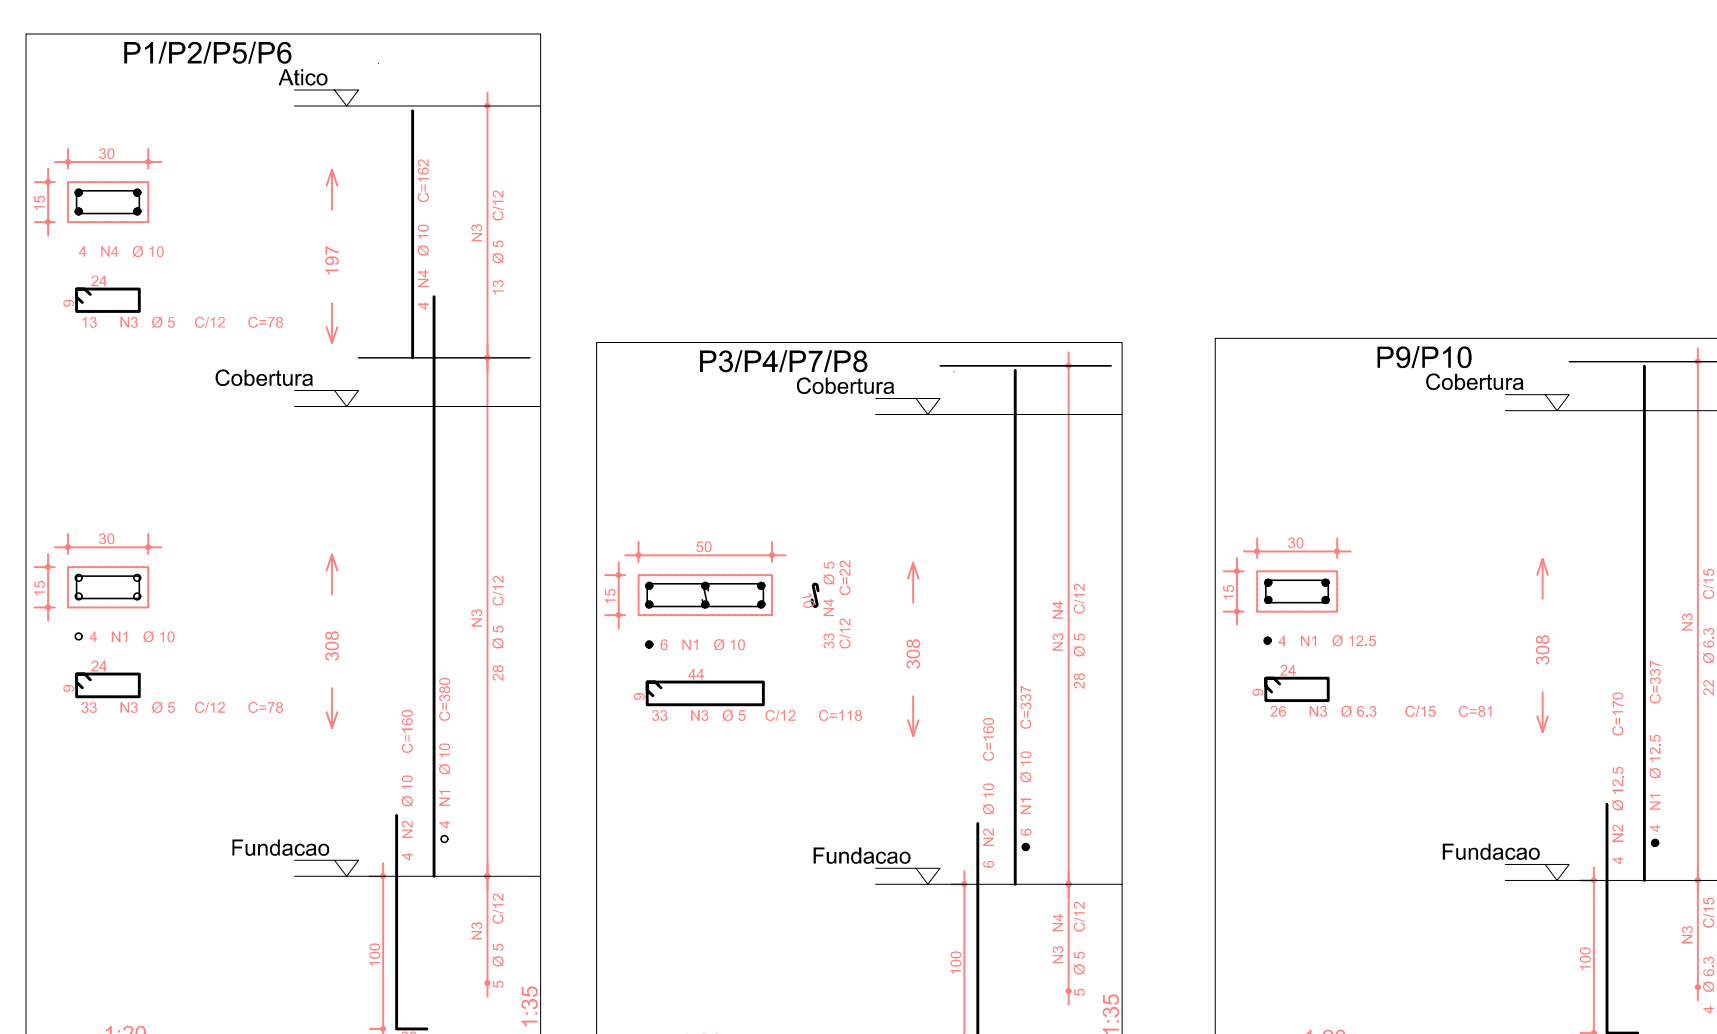 P1/P2/P5/P6
Atico
30
15
4 N4 Ø 10
24
9
13 N3 Ø 5 C/12 C=78
197
4 N4 Ø 10 C=162
N3
13 Ø 5 C/12
Cobertura
30
15
4 N1 Ø 10
24
9
33 N3 Ø 5 C/12 C=78
308
4 N2 Ø 10 C=160
4 N1 Ø 10 C=380
N3
28 Ø 5 C/12
Fundacao
100
N3
5 Ø 5 C/12
1:35
P3/P4/P7/P8
Cobertura
50
15
10
33 N4 Ø 5
C/12 C=22
6 N1 Ø 10
44
9
33 N3 Ø 5 C/12 C=118
308
6 N2 Ø 10 C=160
6 N1 Ø 10 C=337
N3 N4
28 Ø 5 C/12
Fundacao
100
N3 N4
5 Ø 5 C/12
1:35
P9/P10
Cobertura
30
15
4 N1 Ø 12.5
24
9
26 N3 Ø 6.3 C/15 C=81
308
4 N2 Ø 12.5 C=170
4 N1 Ø 12.5 C=337
N3
22 Ø 6.3 C/15
Fundacao
100
N3
4 Ø 6.3 C/15